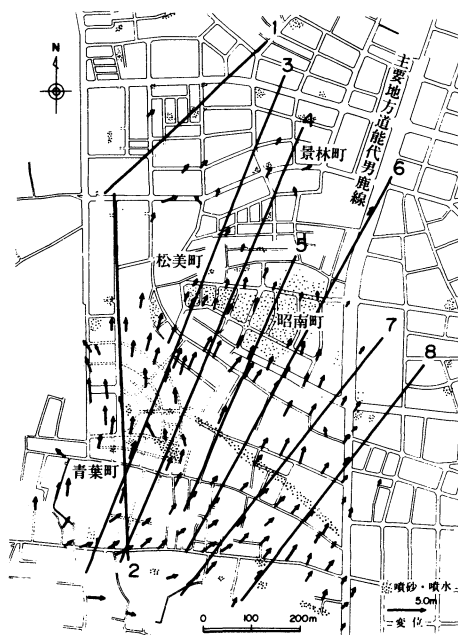 N
1
3
4
景林町
主要地方道能代男鹿線
6
松美町
5
昭南町
7
8
青葉町
2
噴砂・噴水
5.0m
変位
0 100 200m